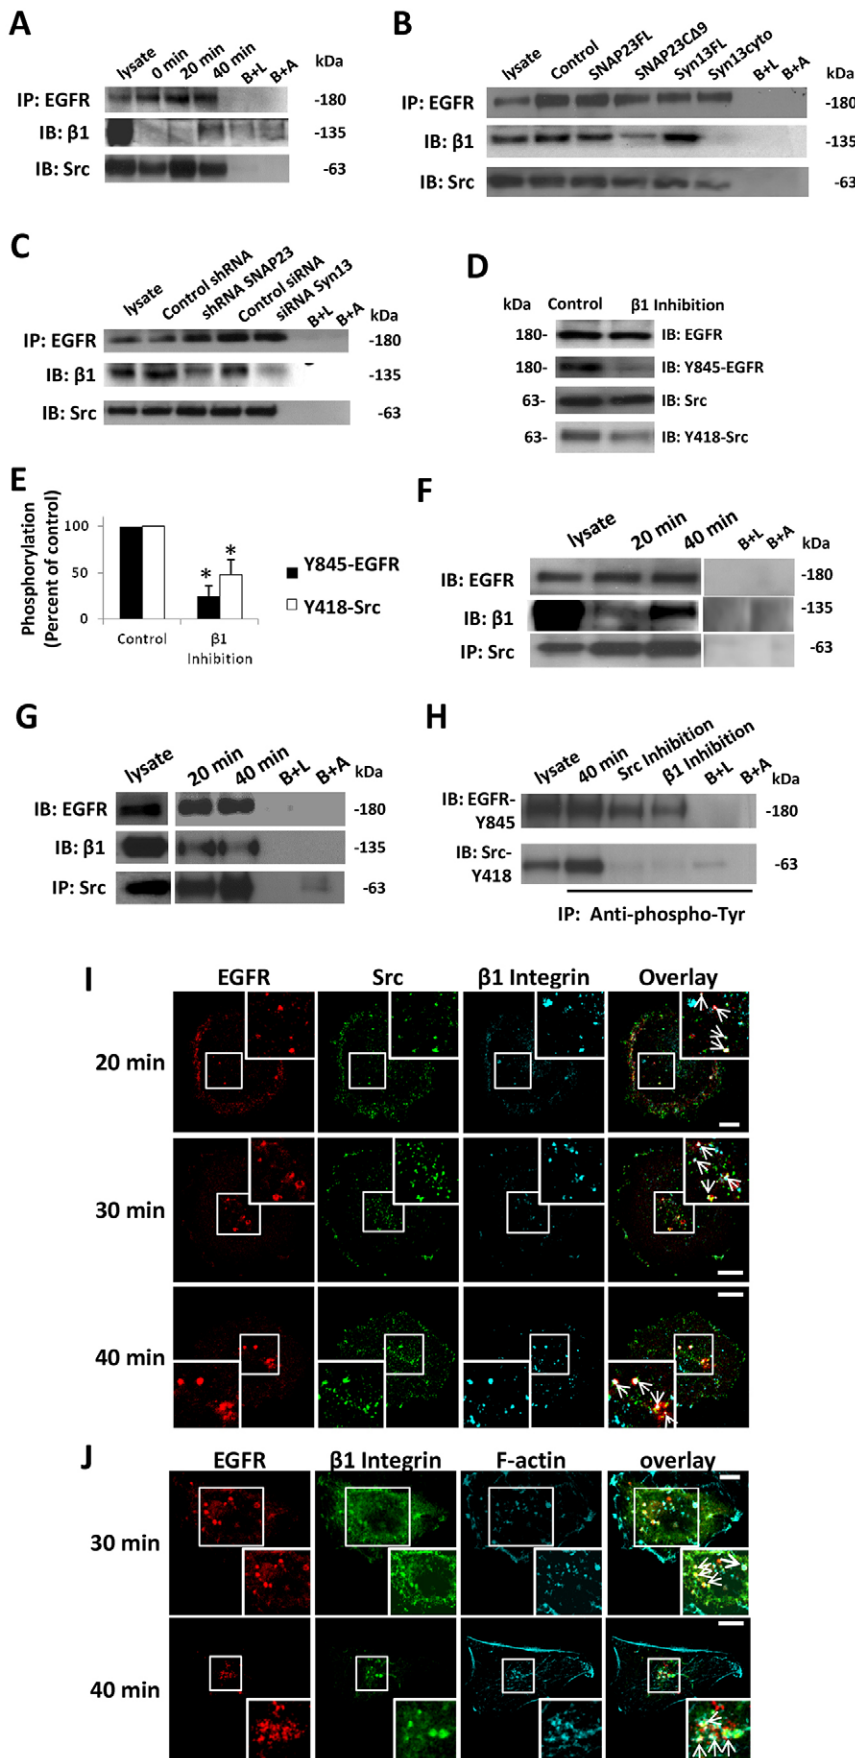 A
lysate 0 min 20 min 40 min B+L B+A kDa
IP: EGFR -180
IB: β1 -135
IB: Src -63
B
lysate Control SNAP23FL SNAP23CΔ9 Syn13FL Syn13cyto B+L B+A kDa
IP: EGFR -180
IB: β1 -135
IB: Src -63
C
lysate Control shRNA shRNA SNAP23 Control siRNA siRNA Syn13 B+L B+A kDa
IP: EGFR -180
IB: β1 -135
IB: Src -63
D
kDa Control β1 Inhibition
180- IB: EGFR
180- IB: Y845-EGFR
63- IB: Src
63- IB: Y418-Src
E
Phosphorylation
(Percent of control)
100
50
0
* *
Control β1
Inhibition
Y845-EGFR
Y418-Src
F
lysate 20 min 40 min B+L B+A kDa
IB: EGFR -180
IB: β1 -135
IP: Src -63
G
lysate 20 min 40 min B+L B+A kDa
IB: EGFR -180
IB: β1 -135
IP: Src -63
H
lysate 40 min Src Inhibition β1 Inhibition B+L B+A kDa
IB: EGFR-
Y845 -180
IB: Src-
Y418 -63
IP: Anti-phospho-Tyr
I
EGFR Src β1 Integrin Overlay
20 min
30 min
40 min
J
EGFR β1 Integrin F-actin overlay
30 min
40 min